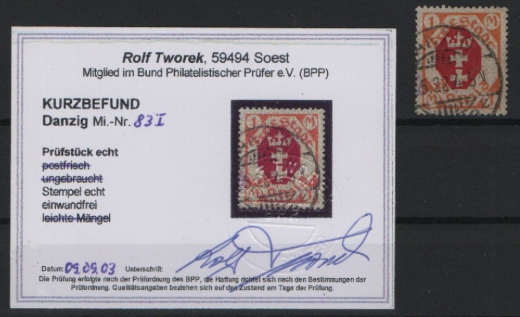 Rolf Tworek, 59494 Soest
Mitglied im Bund Philatelistischer Prüfer e.V. (BPP)
KURZBEFUND
Danzig Mi.-Nr. 83 I
Prüfstück echt
postfrisch
ungebraucht
Stempel echt
einwandfrei
leichte Mängel
Datum: 09.09.03 Unterschrift:
Die Prüfung erfolgte nach der Prüfordnung des BPP, die Haftung richtet sich nach den Bestimmungen der
Prüfordnung. Qualitätsangaben beziehen sich auf den Zustand am Tage der Prüfung.
1 M
1 M